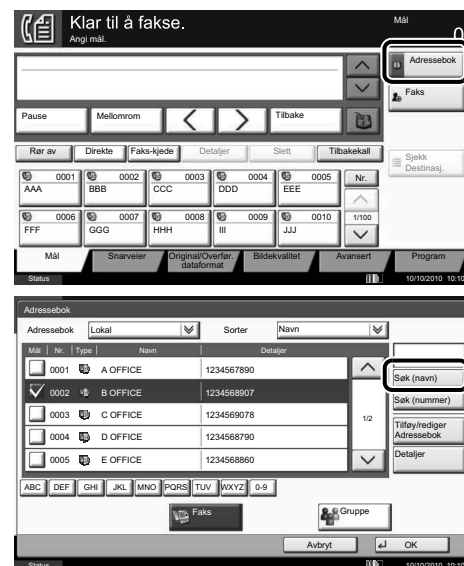 Klar til å fakse.
Angi mål.
Mål
0
Adressebok
Faks
Pause
Mellomrom
Tilbake
Rør av
Direkte
Faks-kjede
Detaljer
Slett
Tilbakekall
Sjekk
Destinasj.
0001
AAA
0002
BBB
0003
CCC
0004
DDD
0005
EEE
Nr.
0006
FFF
0007
GGG
0008
HHH
0009
III
0010
JJJ
1/100
Mål
Snarveier
Original/Overfør.
dataformat
Bildekvalitet
Avansert
Program
Status
10/10/2010 10:10
Adressebok
Adressebok
Lokal
Sorter
Navn
Mål
Nr.
Type
Navn
Detaljer
0001 A OFFICE 1234567890
0002 B OFFICE 1234568907
0003 C OFFICE 1234569078
0004 D OFFICE 1234568790
0005 E OFFICE 1234568860
1/2
Søk (navn)
Søk (nummer)
Tilføy/rediger
Adressebok
Detaljer
ABC DEF GHI JKL MNO PQRS TUV WXYZ 0-9
Faks
Gruppe
Avbryt
OK
Status
10/10/2010 10:10